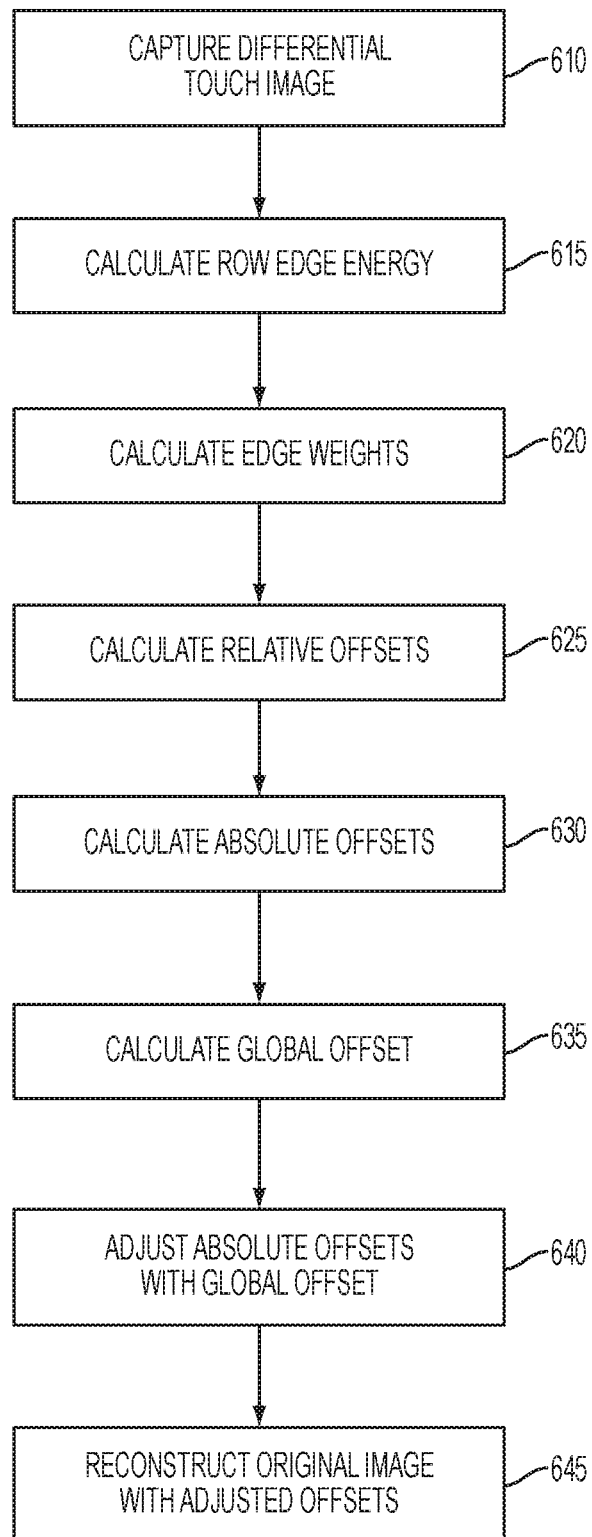 CAPTURE DIFFERENTIAL
TOUCH IMAGE
610
CALCULATE ROW EDGE ENERGY
615
CALCULATE EDGE WEIGHTS
620
CALCULATE RELATIVE OFFSETS
625
CALCULATE ABSOLUTE OFFSETS
630
CALCULATE GLOBAL OFFSET
635
ADJUST ABSOLUTE OFFSETS
WITH GLOBAL OFFSET
640
RECONSTRUCT ORIGINAL IMAGE
WITH ADJUSTED OFFSETS
645